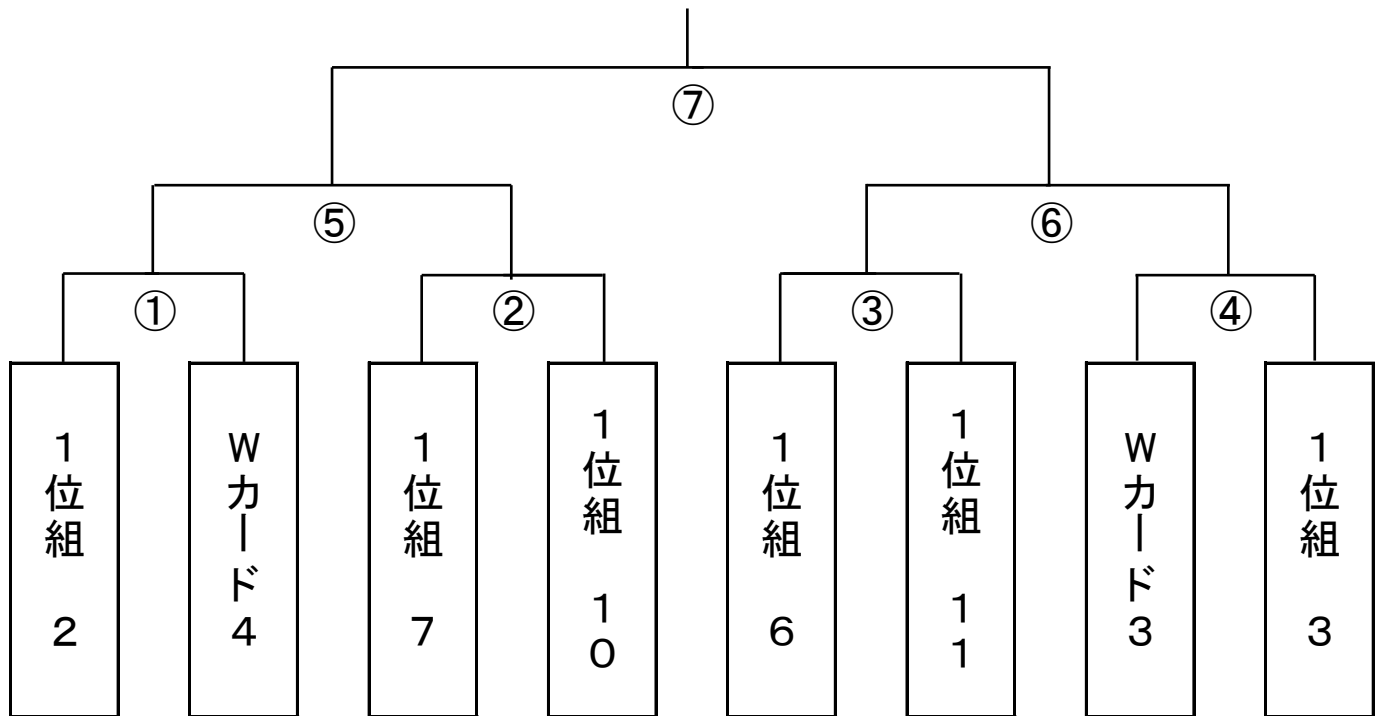 ⑦
⑤
⑥
①
②
③
④
1位組 2
Wカード4
1位組 7
1位組 10
1位組 6
1位組 11
Wカード3
1位組 3